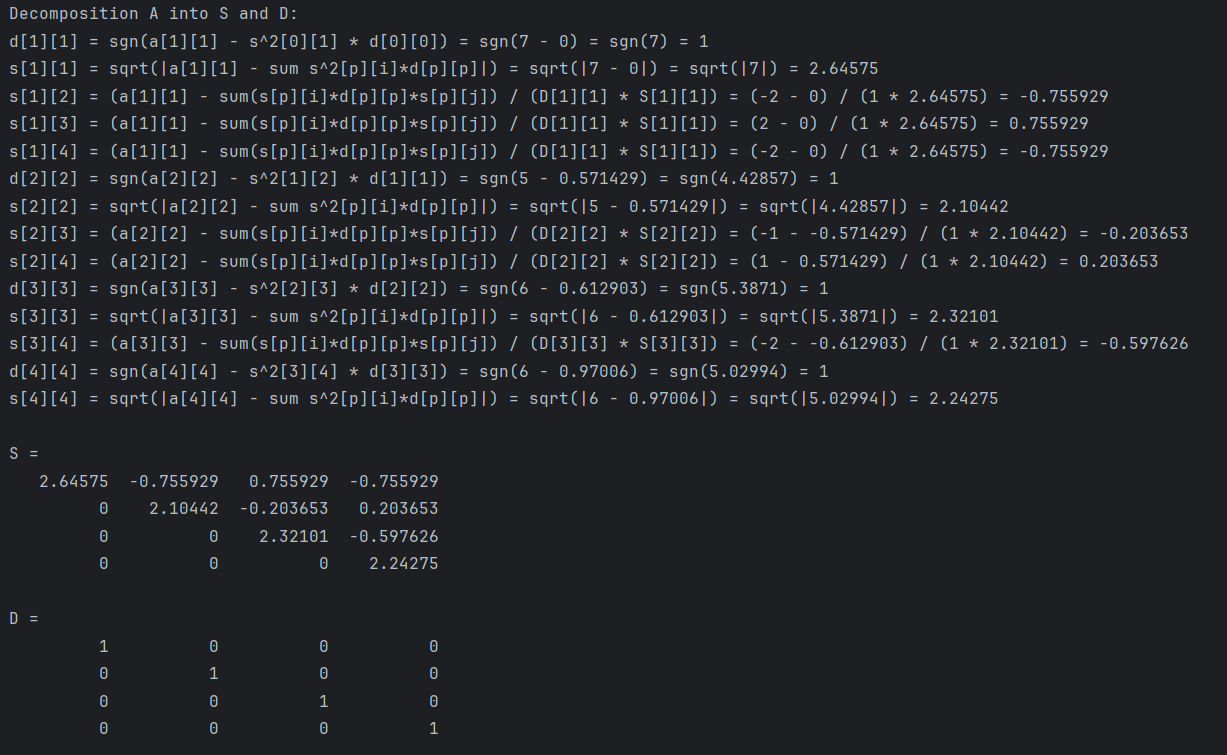 Decomposition A into S and D:
d[1][1] = sgn(a[1][1] - s^2[0][1] * d[0][0]) = sgn(7 - 0) = sgn(7) = 1
s[1][1] = sqrt(|a[1][1] - sum s^2[p][i]*d[p][p]|) = sqrt(|7 - 0|) = sqrt(|7|) = 2.64575
s[1][2] = (a[1][1] - sum(s[p][i]*d[p][p]*s[p][j]) / (D[1][1] * S[1][1]) = (-2 - 0) / (1 * 2.64575) = -0.755929
s[1][3] = (a[1][1] - sum(s[p][i]*d[p][p]*s[p][j]) / (D[1][1] * S[1][1]) = (2 - 0) / (1 * 2.64575) = 0.755929
s[1][4] = (a[1][1] - sum(s[p][i]*d[p][p]*s[p][j]) / (D[1][1] * S[1][1]) = (-2 - 0) / (1 * 2.64575) = -0.755929
d[2][2] = sgn(a[2][2] - s^2[1][2] * d[1][1]) = sgn(5 - 0.571429) = sgn(4.42857) = 1
s[2][2] = sqrt(|a[2][2] - sum s^2[p][i]*d[p][p]|) = sqrt(|5 - 0.571429|) = sqrt(|4.42857|) = 2.10442
s[2][3] = (a[2][2] - sum(s[p][i]*d[p][p]*s[p][j]) / (D[2][2] * S[2][2]) = (-1 - -0.571429) / (1 * 2.10442) = -0.203653
s[2][4] = (a[2][2] - sum(s[p][i]*d[p][p]*s[p][j]) / (D[2][2] * S[2][2]) = (1 - 0.571429) / (1 * 2.10442) = 0.203653
d[3][3] = sgn(a[3][3] - s^2[2][3] * d[2][2]) = sgn(6 - 0.612903) = sgn(5.3871) = 1
s[3][3] = sqrt(|a[3][3] - sum s^2[p][i]*d[p][p]|) = sqrt(|6 - 0.612903|) = sqrt(|5.3871|) = 2.32101
s[3][4] = (a[3][3] - sum(s[p][i]*d[p][p]*s[p][j]) / (D[3][3] * S[3][3]) = (-2 - -0.612903) / (1 * 2.32101) = -0.597626
d[4][4] = sgn(a[4][4] - s^2[3][4] * d[3][3]) = sgn(6 - 0.97006) = sgn(5.02994) = 1
s[4][4] = sqrt(|a[4][4] - sum s^2[p][i]*d[p][p]|) = sqrt(|6 - 0.97006|) = sqrt(|5.02994|) = 2.24275
S =
2.64575 -0.755929 0.755929 -0.755929
0 2.10442 -0.203653 0.203653
0 0 2.32101 -0.597626
0 0 0 2.24275
D =
1 0 0 0
0 1 0 0
0 0 1 0
0 0 0 1